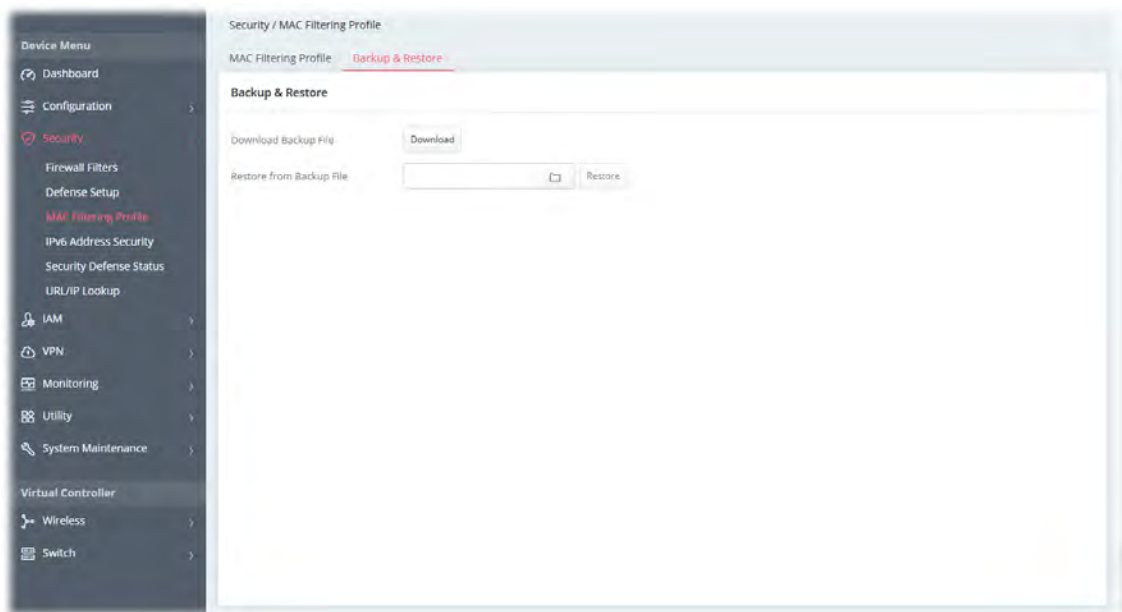 Security / MAC Filtering Profile
Device Menu
MAC Filtering Profile Backup & Restore
Dashboard
Backup & Restore
Configuration
Security
Download Backup File Download
Firewall Filters
Restore from Backup File Restore
Defense Setup
MAC Filtering Profile
IPv6 Address Security
Security Defense Status
URL/IP Lookup
IAM
VPN
Monitoring
Utility
System Maintenance
Virtual Controller
Wireless
Switch